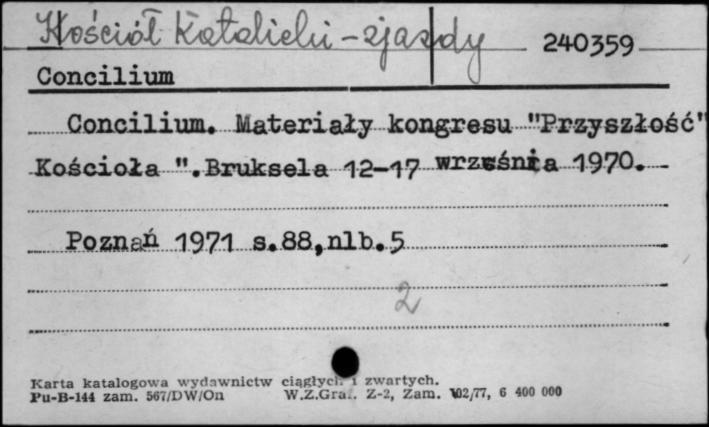 Kościół Katolicki - zjazdy 240359
Concilium
Concilium. Materiały kongresu "Przyszłość"
Kościoła ".Bruksela 12-17 września 1970.
Poznań 1971 s.88,nlb.5
2
Karta katalogowa wydawnictw ciągłych i zwartych.
Pu-B-144 zam. 567/DW/On W.Z.Graf. Z-2, Zam. 102/77, 6 400 000